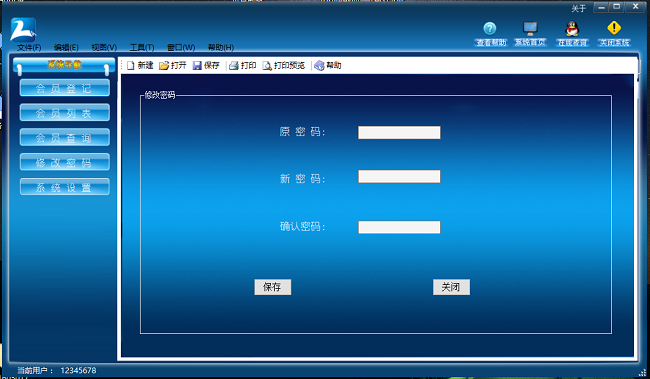 关于
查看帮助 系统首页 在线咨询 关闭系统
文件(F) 编辑(E) 视图(V) 工具(T) 窗口(W) 帮助(H)
系统导航
新建 打开 保存 打印 打印预览 帮助
会 员 登 记
会 员 列 表
会 员 查 询
修 改 密 码
系 统 设 置
修改密码
原 密 码：
新 密 码：
确认密码：
保存 关闭
当前用户： 12345678